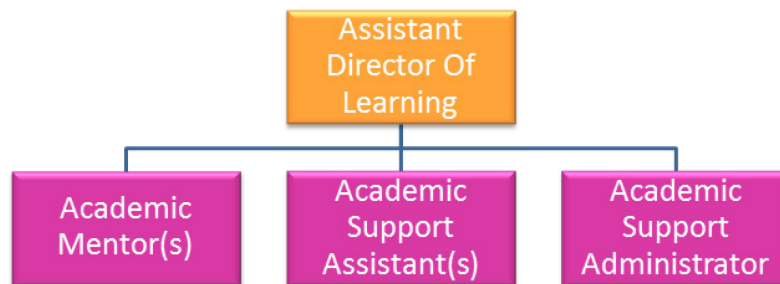 Assistant
Director Of
Learning
Academic
Mentor(s)
Academic
Support
Assistant(s)
Academic
Support
Administrator